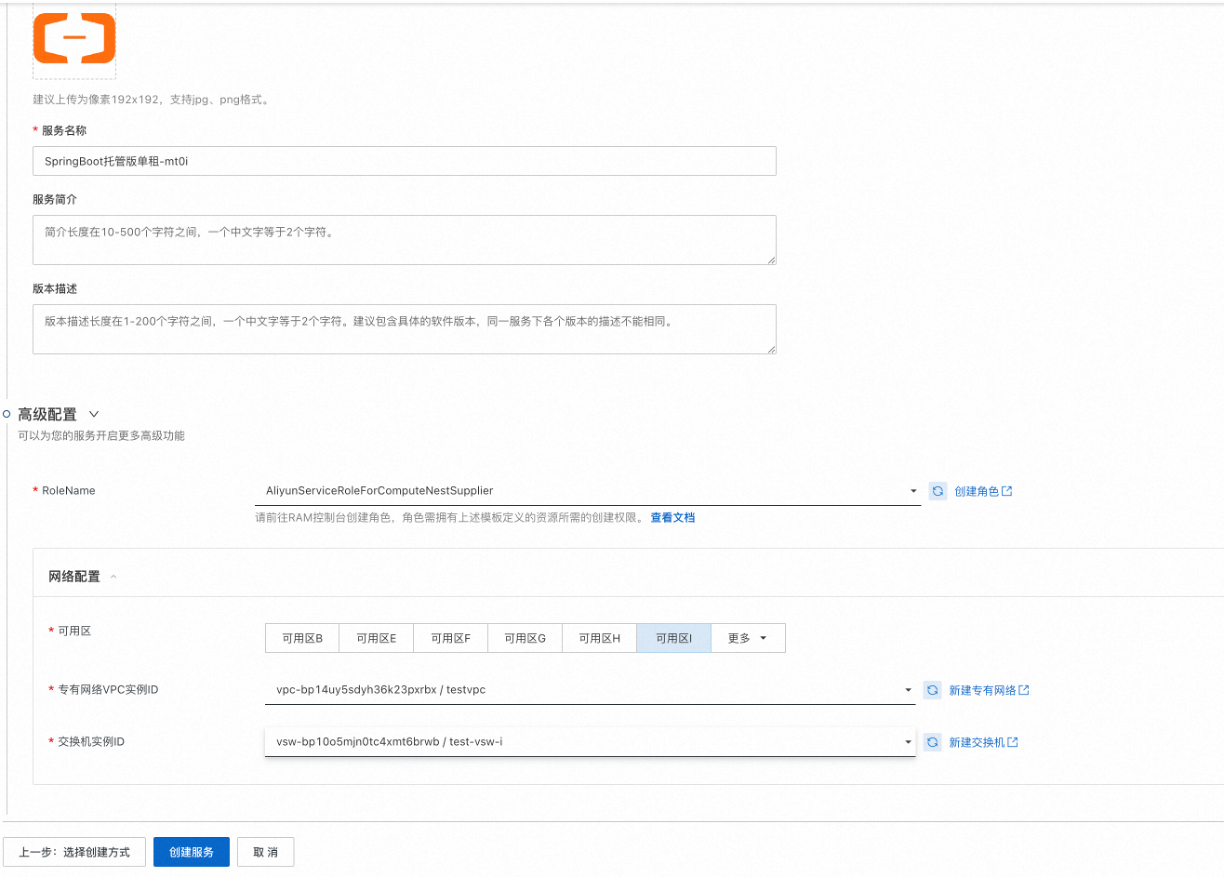 建议上传为像素192x192，支持jpg、png格式。
* 服务名称
SpringBoot托管版单租-mt0i
服务简介
简介长度在10-500个字符之间，一个中文字等于2个字符。
版本描述
版本描述长度在1-200个字符之间，一个中文字等于2个字符。建议包含具体的软件版本，同一服务下各个版本的描述不能相同。
高级配置
可以为您的服务开启更多高级功能
* RoleName AliyunServiceRoleForComputeNestSupplier 创建角色
请前往RAM控制台创建角色，角色需拥有上述模板定义的资源所需的创建权限。 查看文档
网络配置
* 可用区 可用区B 可用区E 可用区F 可用区G 可用区H 可用区I 更多
* 专有网络VPC实例ID vpc-bp14uy5sdyh36k23pxrbx / testvpc 新建专有网络
* 交换机实例ID vsw-bp10o5mjn0tc4xmt6brwb / test-vsw-i 新建交换机
上一步：选择创建方式 创建服务 取 消